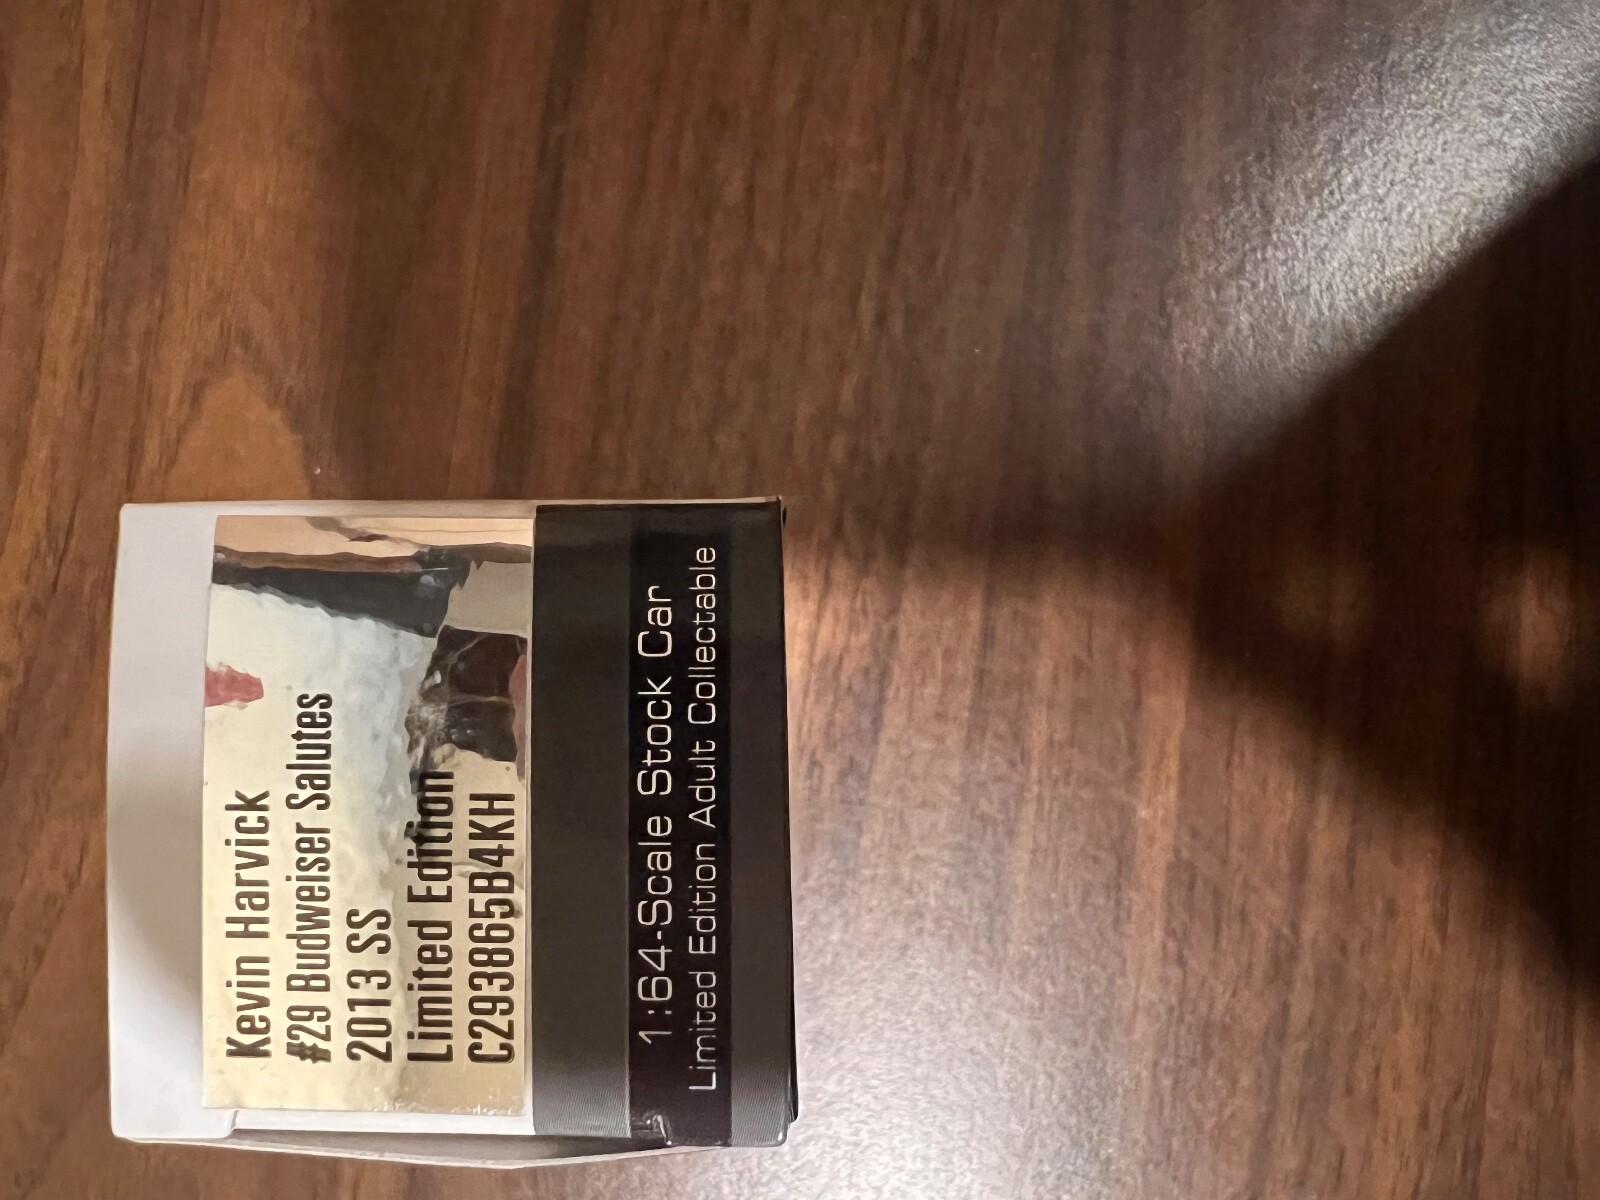 Kevin Harvick
#29 Budweiser Salutes
2013 SS
Limited Edition
C293865B4KH
1:64-Scale Stock Car
Limited Edition Adult Collectable